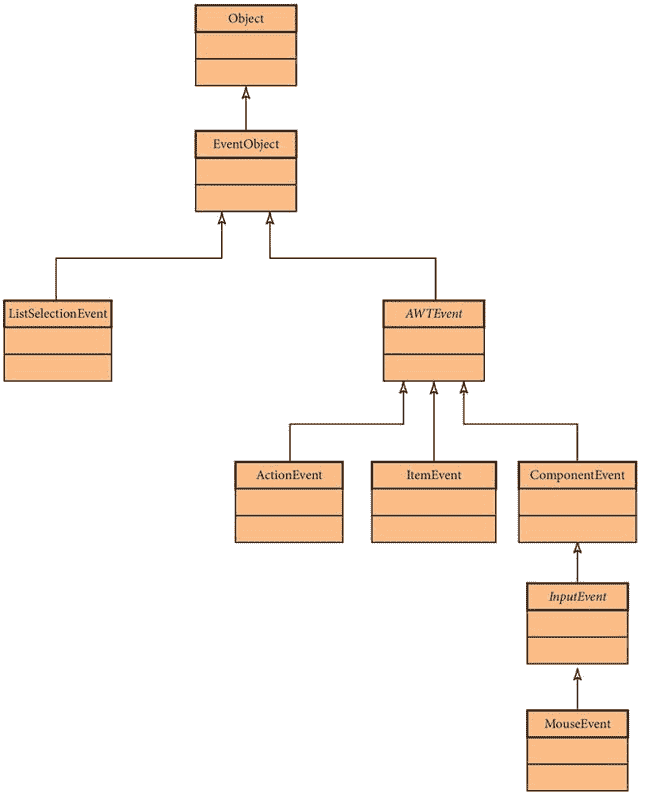 Object
EventObject
ListSelectionEvent
AWTEvent
ActionEvent
ItemEvent
ComponentEvent
InputEvent
MouseEvent